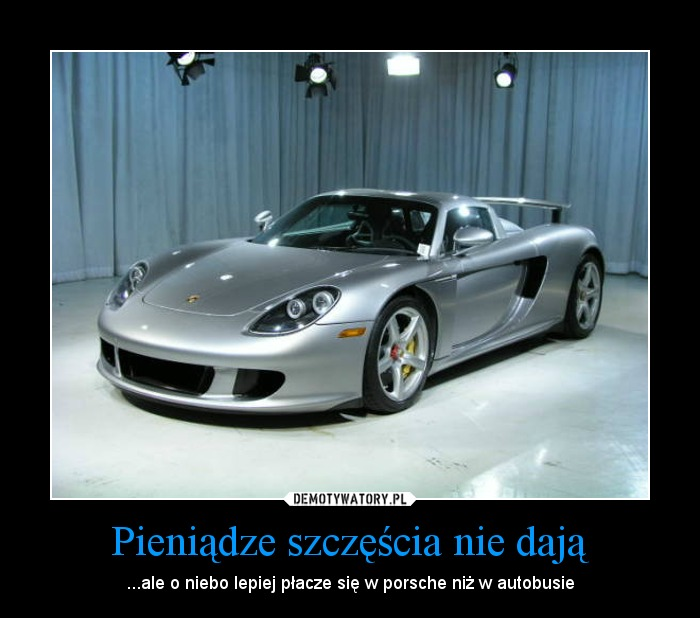 DEMOTYWATORY.PL
Pieniądze szczęścia nie dają
...ale o niebo lepiej płacze się w porsche niż w autobusie